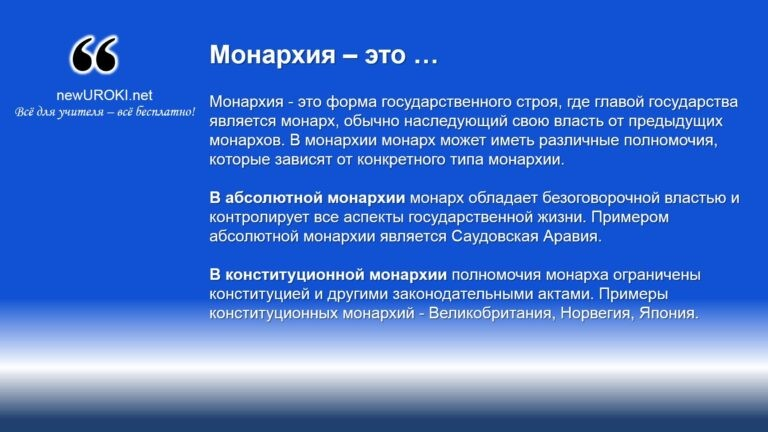 newUROKI.net
Всё для учителя – всё бесплатно!
Монархия – это …
Монархия - это форма государственного строя, где главой государства
является монарх, обычно наследующий свою власть от предыдущих
монархов. В монархии монарх может иметь различные полномочия,
которые зависят от конкретного типа монархии.
В абсолютной монархии монарх обладает безоговорочной властью и
контролирует все аспекты государственной жизни. Примером
абсолютной монархии является Саудовская Аравия.
В конституционной монархии полномочия монарха ограничены
конституцией и другими законодательными актами. Примеры
конституционных монархий - Великобритания, Норвегия, Япония.